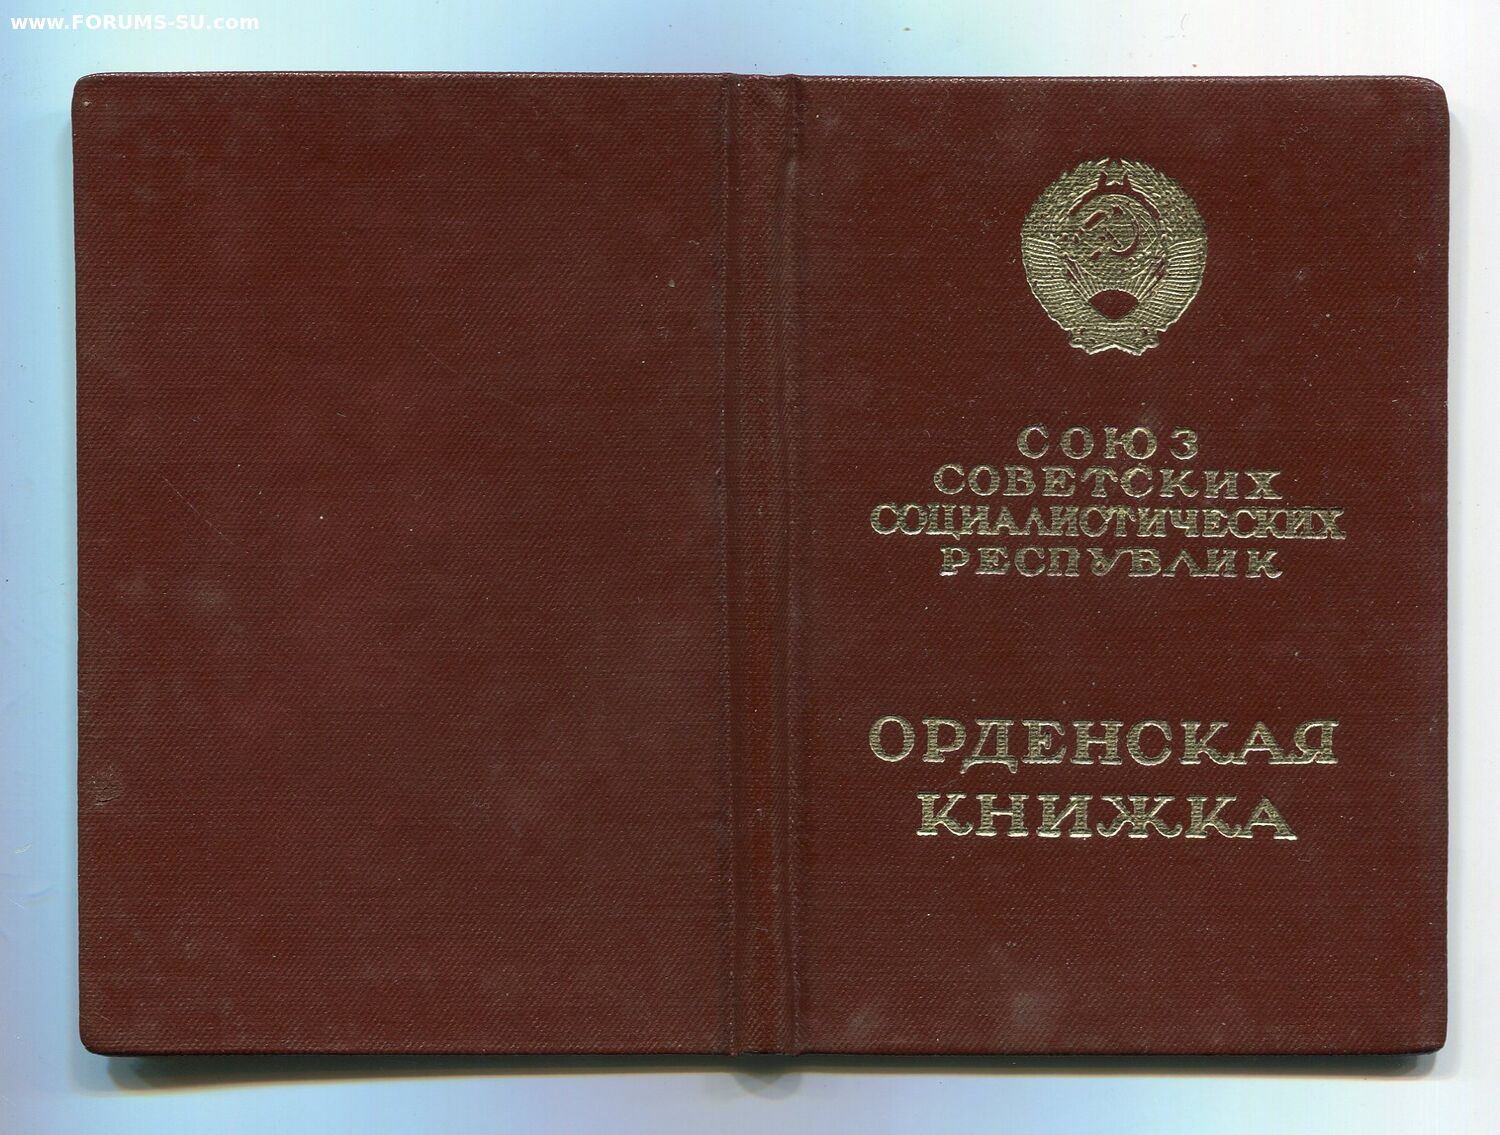 www.FORUMS-SU.com
СОЮЗ
СОВЕТСКИХ
СОЦИАЛИСТИЧЕСКИХ
РЕСПУБЛИК
ОРДЕНСКАЯ
КНИЖКА